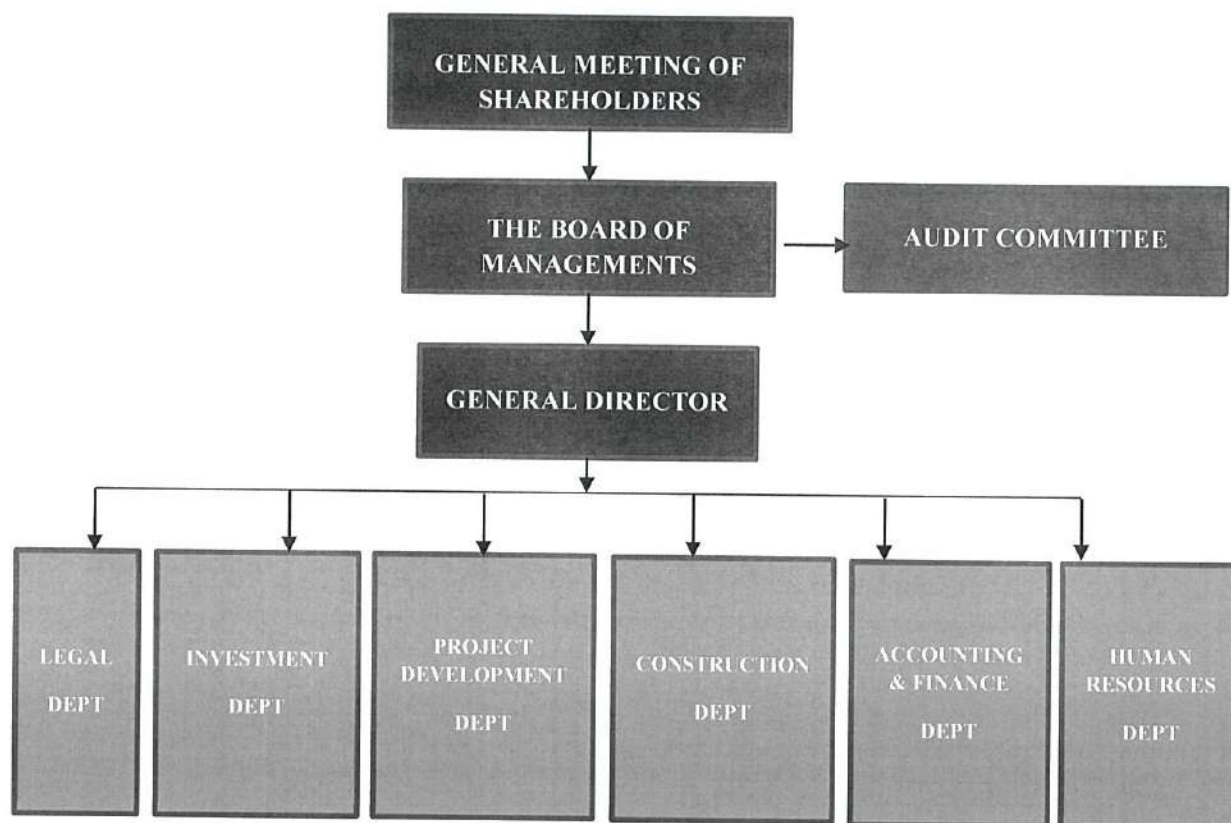 GENERAL MEETING OF
SHAREHOLDERS
THE BOARD OF
MANAGEMENTS
AUDIT COMMITTEE
GENERAL DIRECTOR
LEGAL
DEPT
INVESTMENT
DEPT
PROJECT
DEVELOPMENT
DEPT
CONSTRUCTION
DEPT
ACCOUNTING
& FINANCE
DEPT
HUMAN
RESOURCES
DEPT